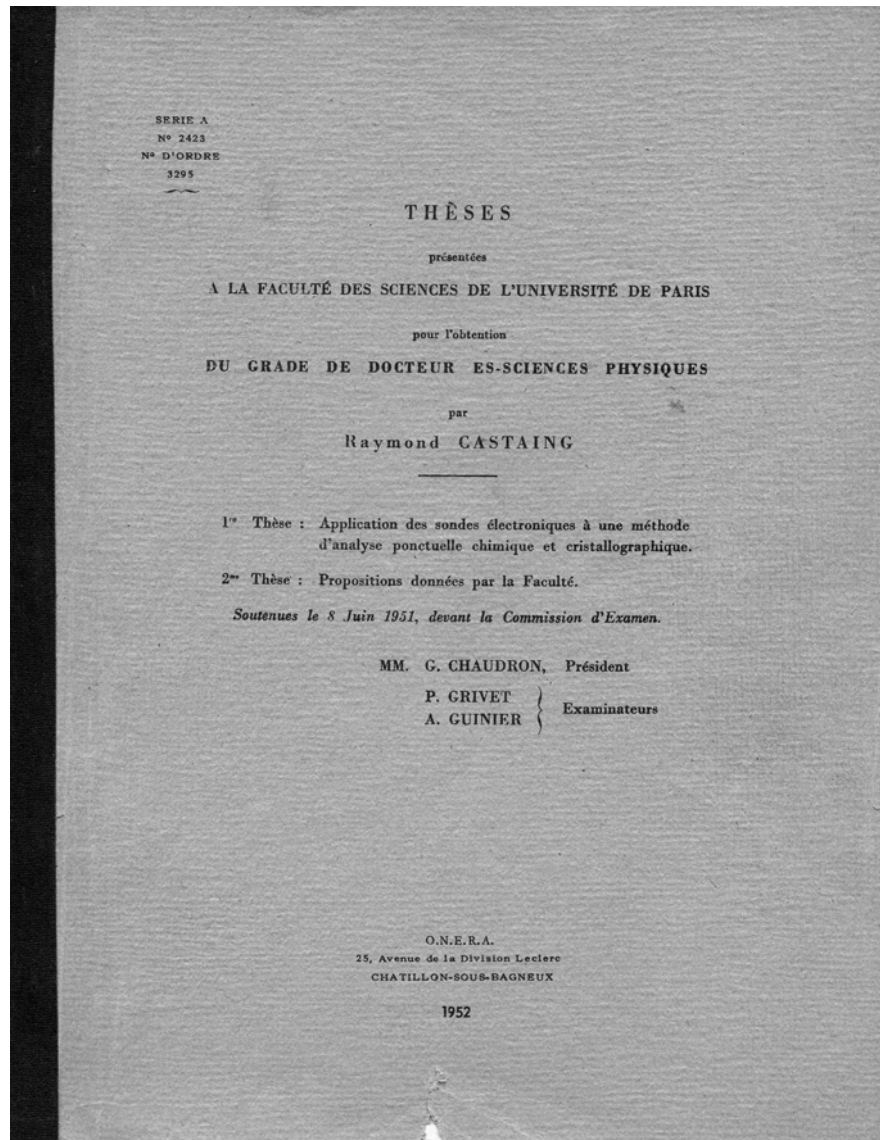 SERIE A
Nº 2423
Nº D'ORDRE
3295
THÈSES
présentées
A LA FACULTÉ DES SCIENCES DE L'UNIVERSITÉ DE PARIS
pour l'obtention
DU GRADE DE DOCTEUR ES-SCIENCES PHYSIQUES
par
Raymond CASTAING
1re Thèse : Application des sondes électroniques à une méthode
d'analyse ponctuelle chimique et cristallographique.
2me Thèse : Propositions données par la Faculté.
Soutenues le 8 Juin 1951, devant la Commission d'Examen.
MM. G. CHAUDRON, Président
P. GRIVET
A. GUINIER } Examinateurs
O.N.E.R.A.
25, Avenue de la Division Leclerc
CHATILLON-SOUS-BAGNEUX
1952